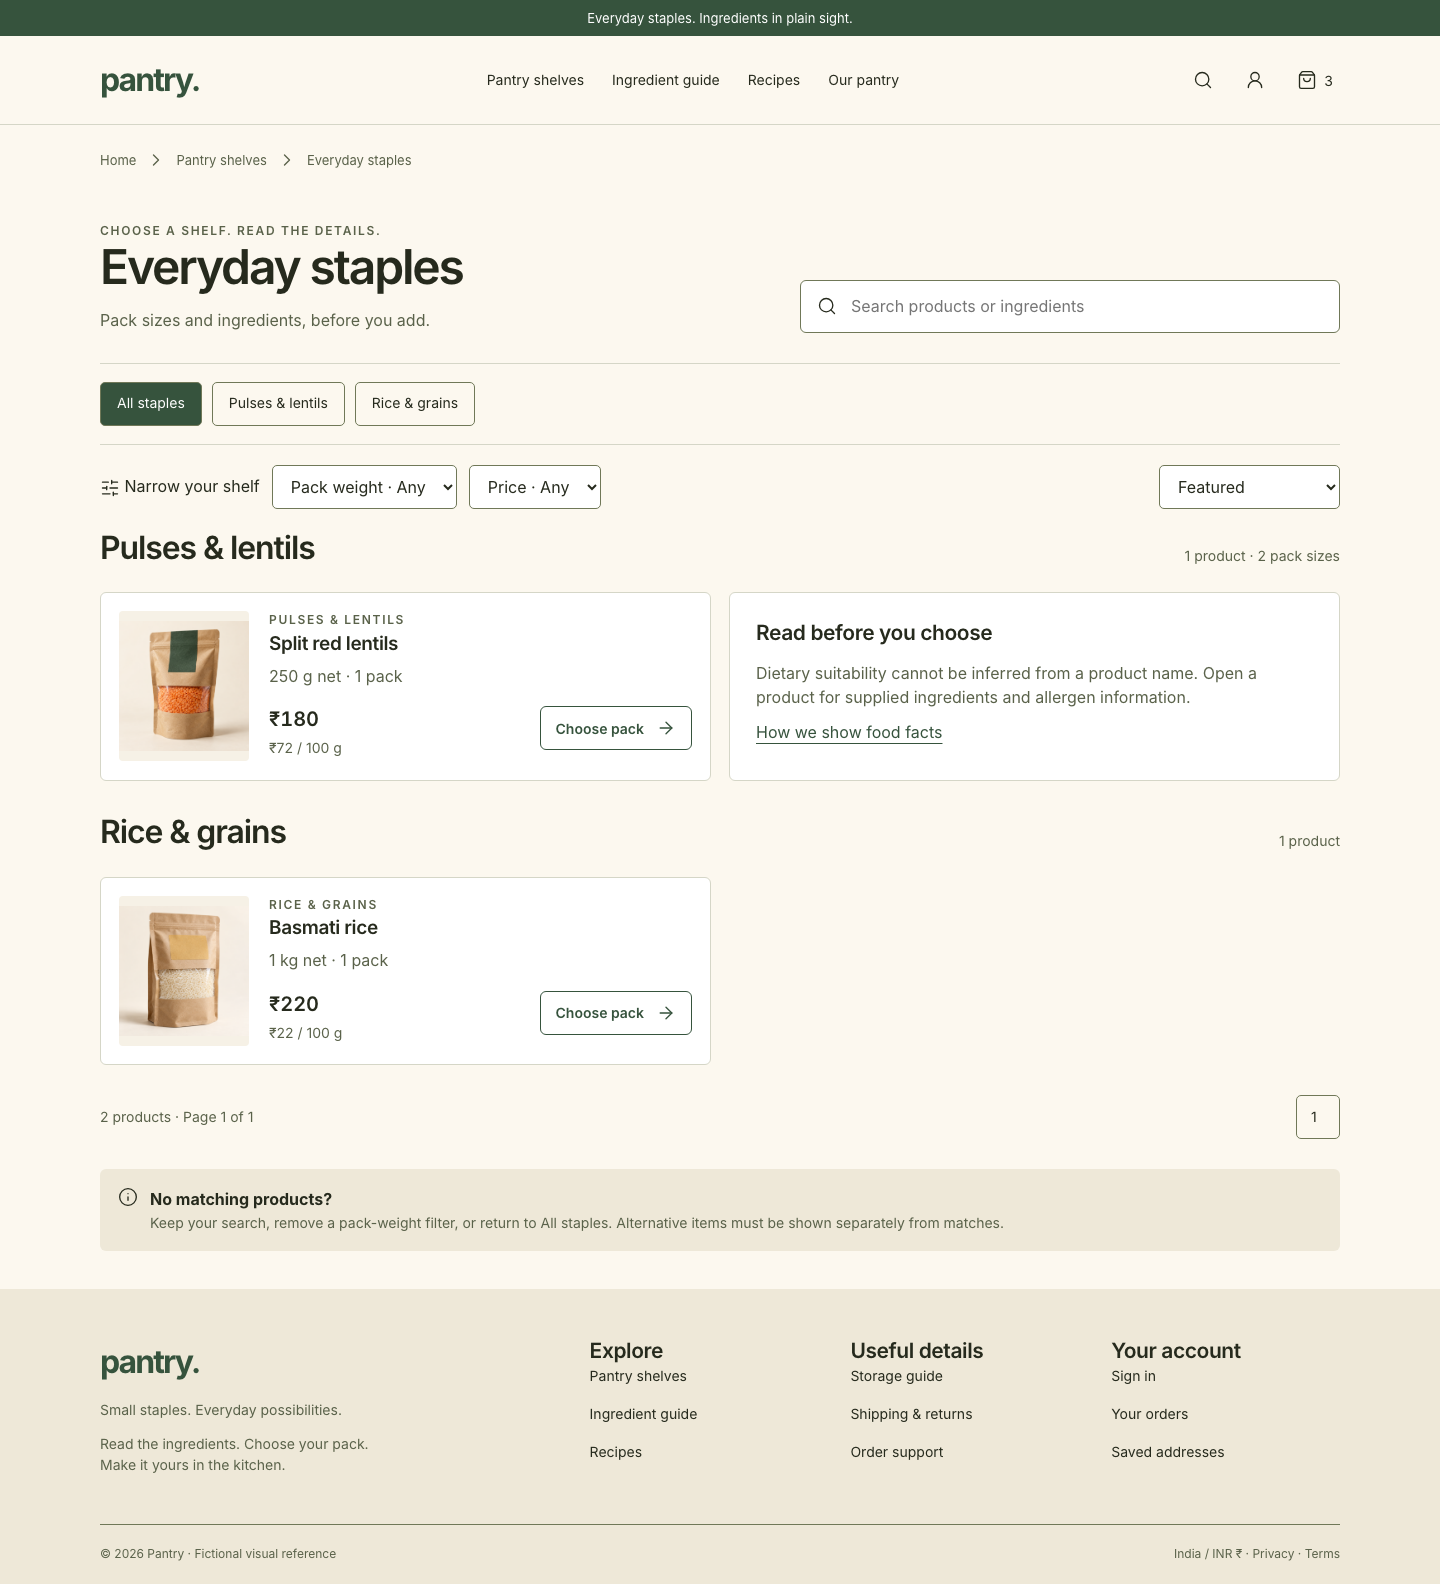 Everyday staples. Ingredients in plain sight.
pantry.
Pantry shelves
Ingredient guide
Recipes
Our pantry
3
Home
Pantry shelves
Everyday staples
CHOOSE A SHELF. READ THE DETAILS.
Everyday staples
Pack sizes and ingredients, before you add.
Search products or ingredients
All staples
Pulses & lentils
Rice & grains
Narrow your shelf
Pack weight · Any
Price · Any
Featured
Pulses & lentils
1 product · 2 pack sizes
PULSES & LENTILS
Split red lentils
250 g net · 1 pack
₹180
₹72 / 100 g
Choose pack
Read before you choose
Dietary suitability cannot be inferred from a product name. Open a
product for supplied ingredients and allergen information.
How we show food facts
Rice & grains
1 product
RICE & GRAINS
Basmati rice
1 kg net · 1 pack
₹220
₹22 / 100 g
Choose pack
2 products · Page 1 of 1
1
No matching products?
Keep your search, remove a pack-weight filter, or return to All staples. Alternative items must be shown separately from matches.
pantry.
Small staples. Everyday possibilities.
Read the ingredients. Choose your pack.
Make it yours in the kitchen.
Explore
Pantry shelves
Ingredient guide
Recipes
Useful details
Storage guide
Shipping & returns
Order support
Your account
Sign in
Your orders
Saved addresses
© 2026 Pantry · Fictional visual reference
India / INR ₹ · Privacy · Terms